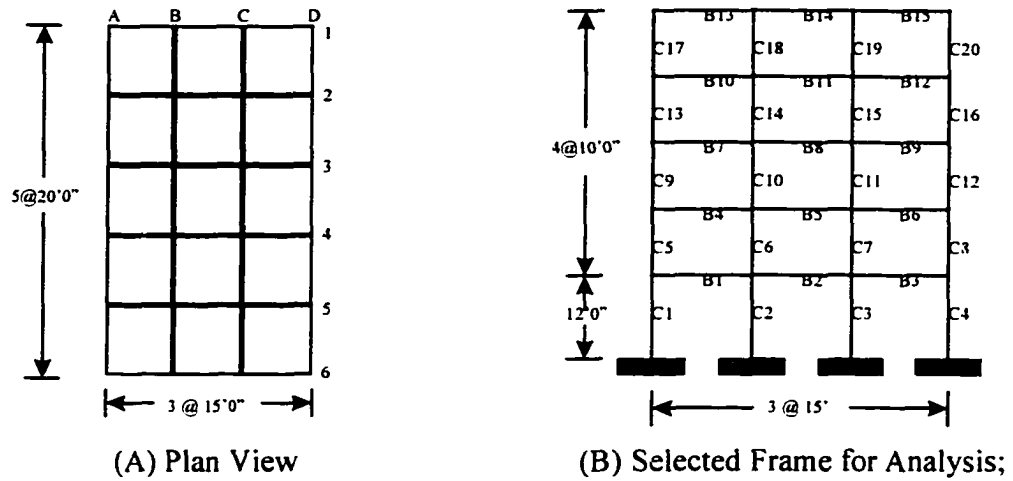 A B C D
1
2
3
4
5
6
5@20'0"
3 @ 15'0"
(A) Plan View
B13 B14 B15
C17 C18 C19 C20
B10 B11 B12
C13 C14 C15 C16
4@10'0"
B7 B8 B9
C9 C10 C11 C12
B4 B5 B6
C5 C6 C7 C3
B1 B2 B3
12'0"
C1 C2 C3 C4
3 @ 15'
(B) Selected Frame for Analysis;